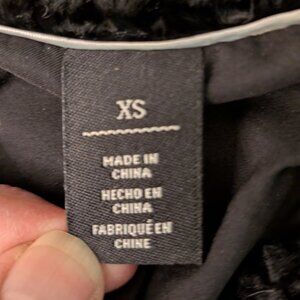 XS
MADE IN
CHINA
HECHO EN
CHINA
FABRIQUÉ EN
CHINE